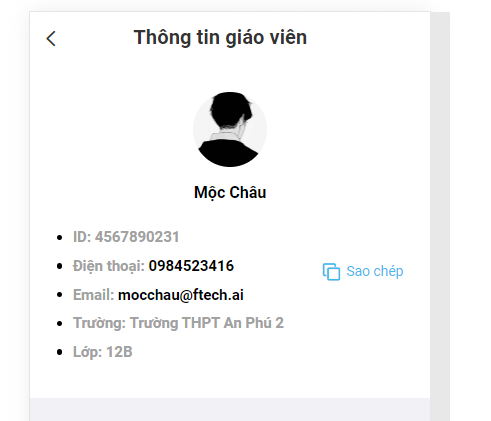 Thông tin giáo viên
Mộc Châu
ID: 4567890231
Điện thoại: 0984523416
Sao chép
Email: mocchau@ftech.ai
Trường: Trường THPT An Phú 2
Lớp: 12B